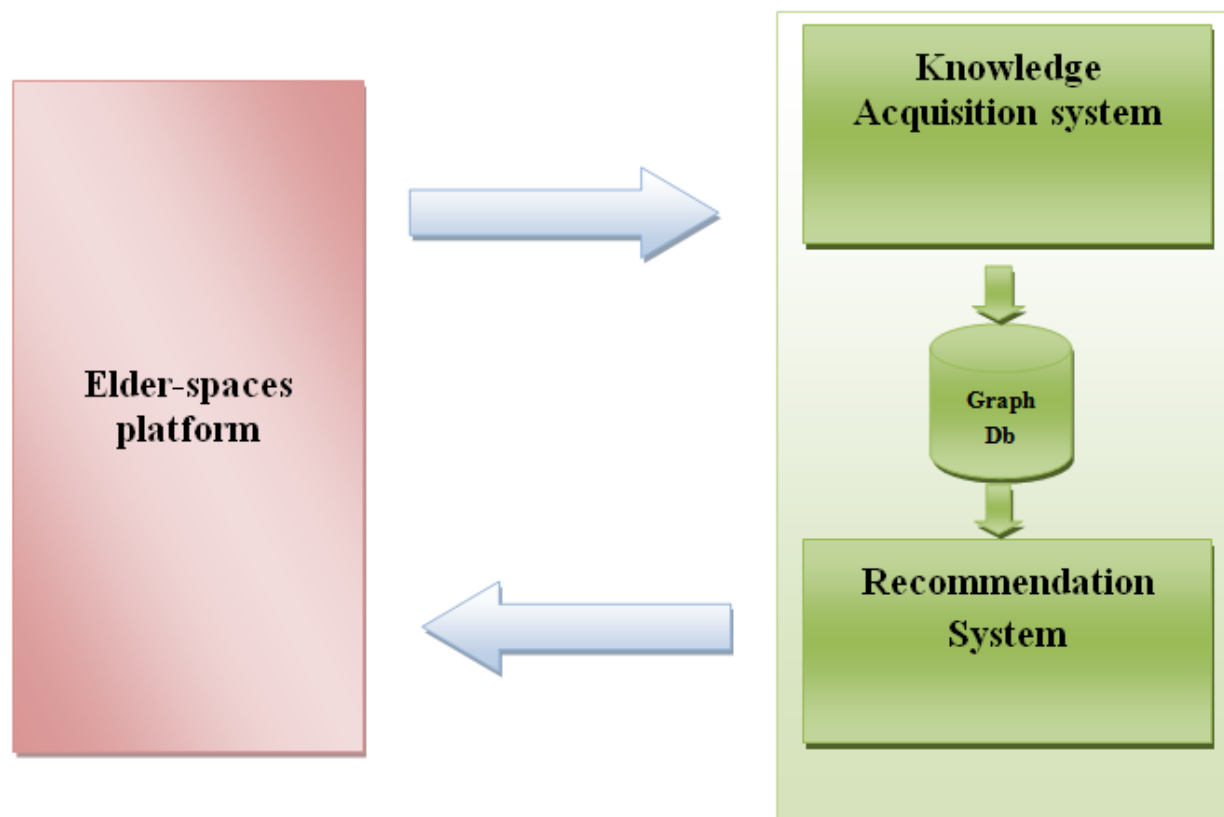 Elder-spaces
platform
Knowledge
Acquisition system
Graph
Db
Recommendation
System